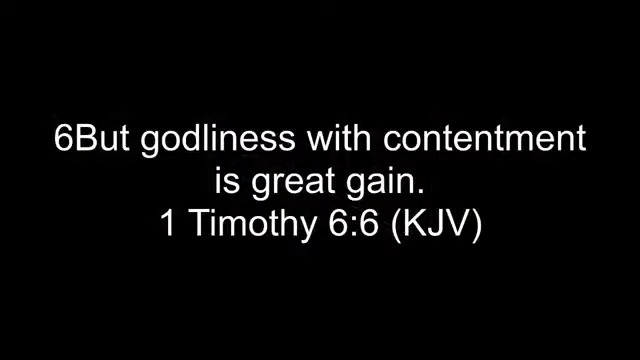 6But godliness with contentment
is great gain.
1 Timothy 6:6 (KJV)